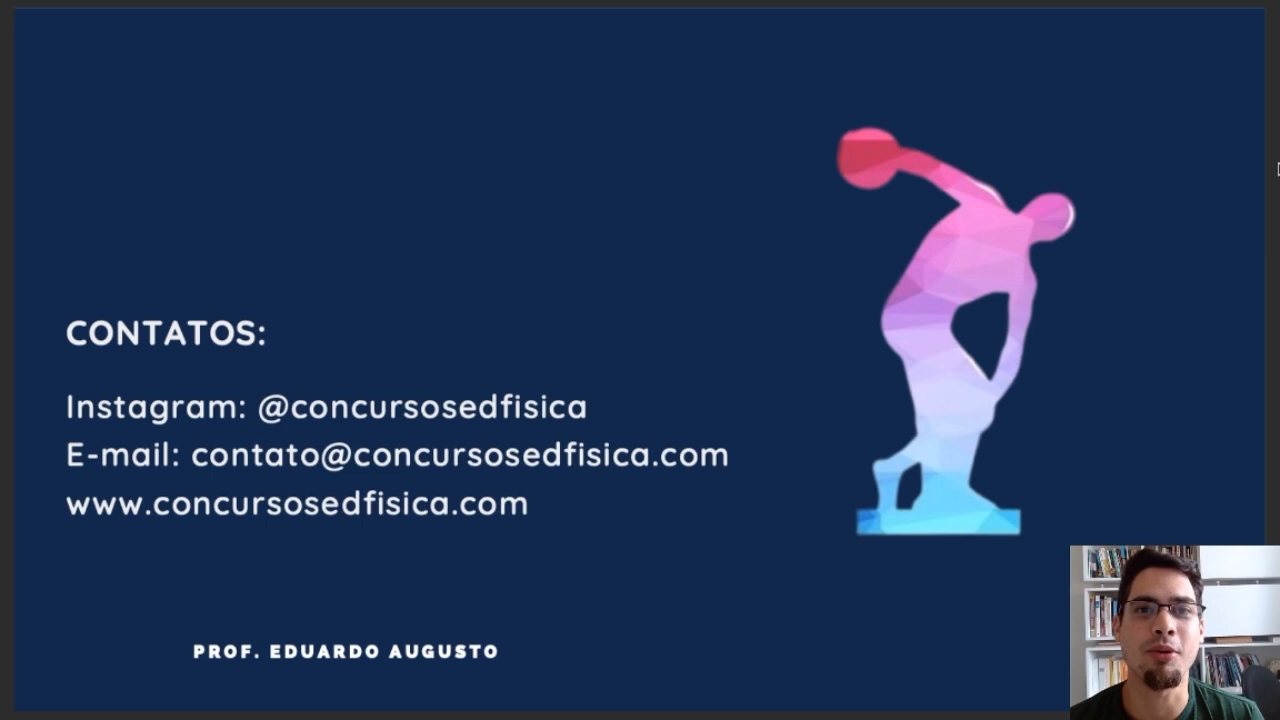 CONTATOS:
Instagram: @concursosedfisica
E-mail: contato@concursosedfisica.com
www.concursosedfisica.com
PROF. EDUARDO AUGUSTO